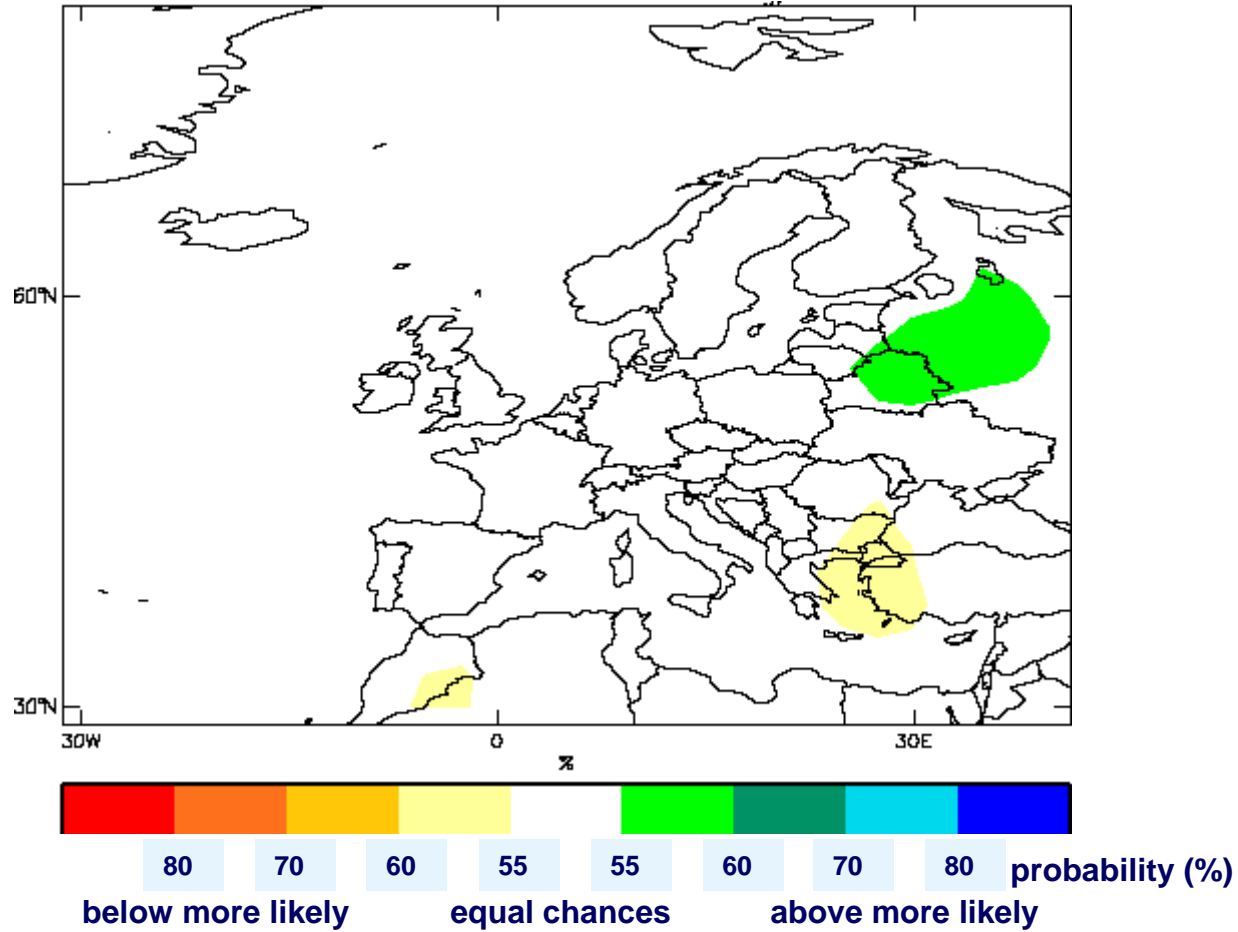 60°N
30°N
30W 0 30E
%
80 70 60 55 55 60 70 80 probability (%)
below more likely equal chances above more likely